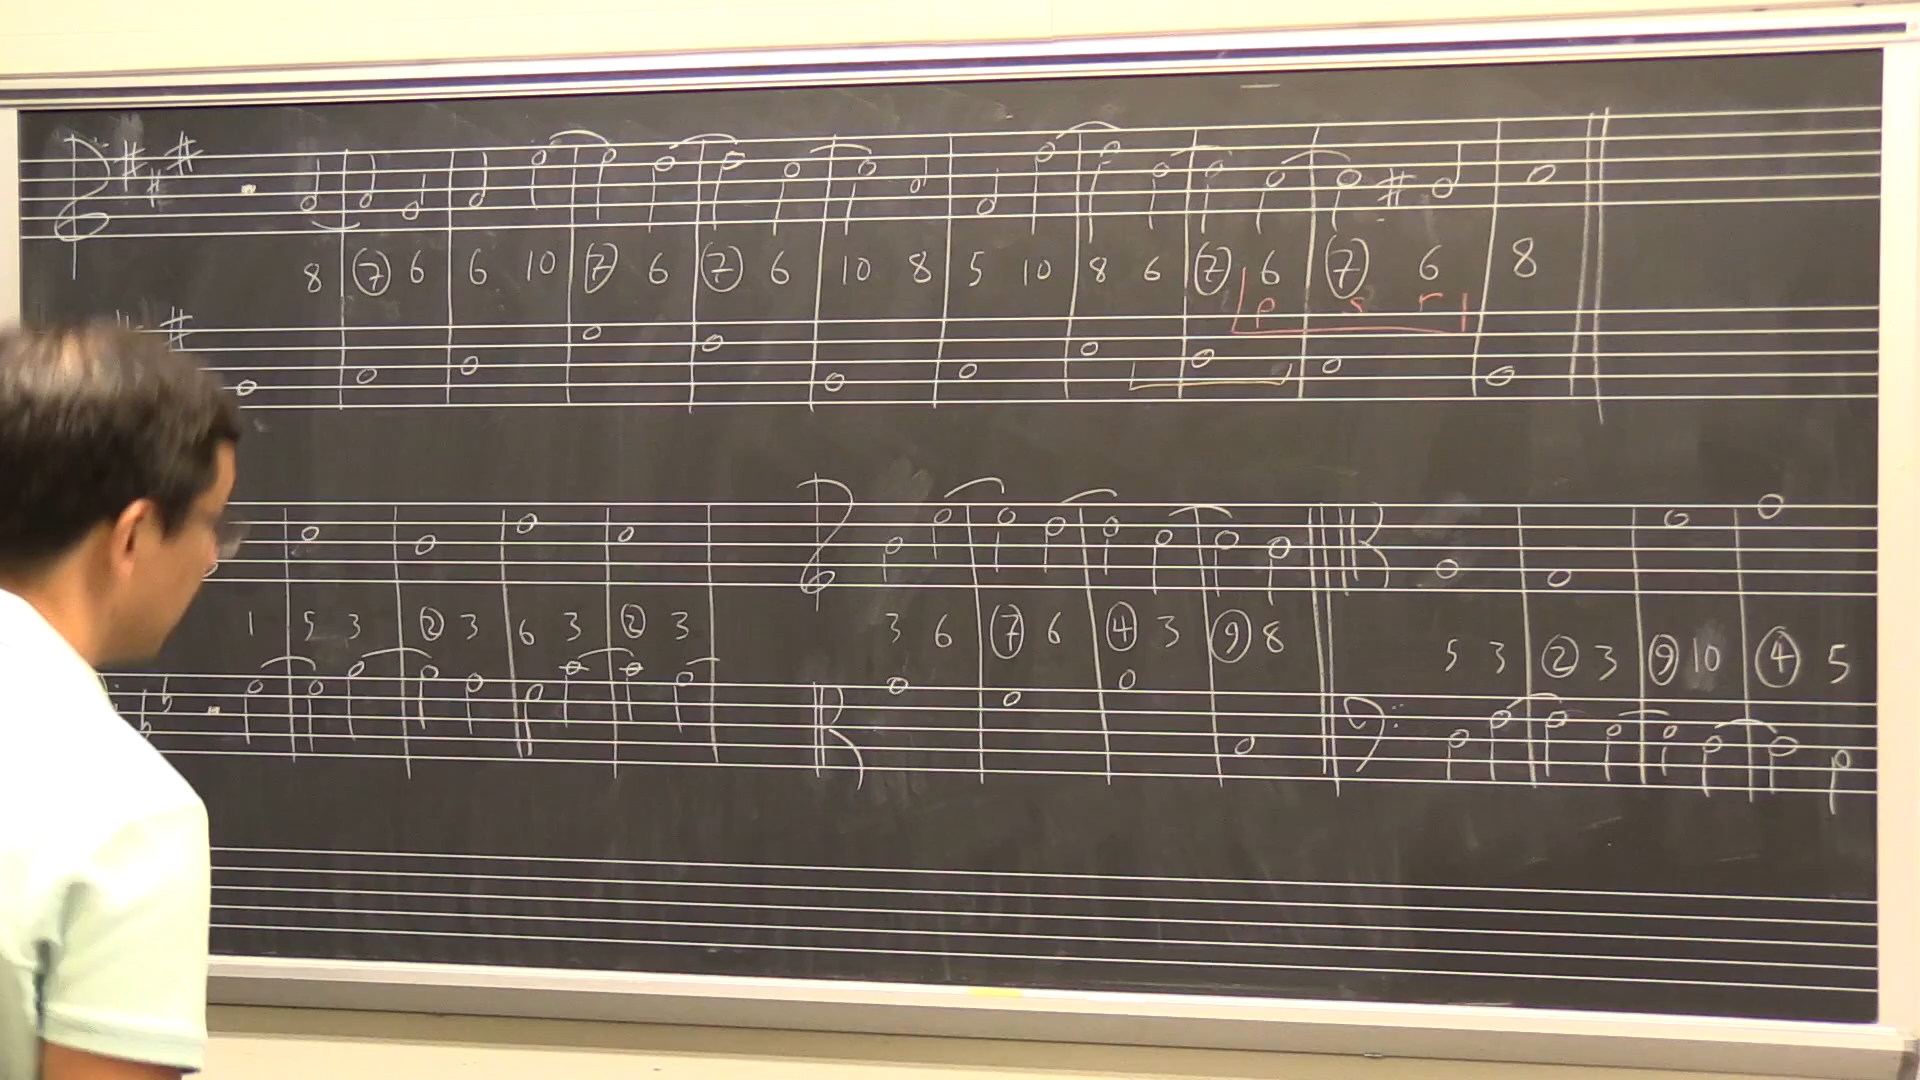 8 ⑦ 6 6 10 ⑦ 6 ⑦ 6 10 8 5 10 8 6 ⑦ 6 ⑦ 6 8
p s r
1 5 3 ② 3 6 3 ② 3 3 6 ⑦ 6 ④ 3 ⑨ 8 5 3 ② 3 ⑨ 10 ④ 5